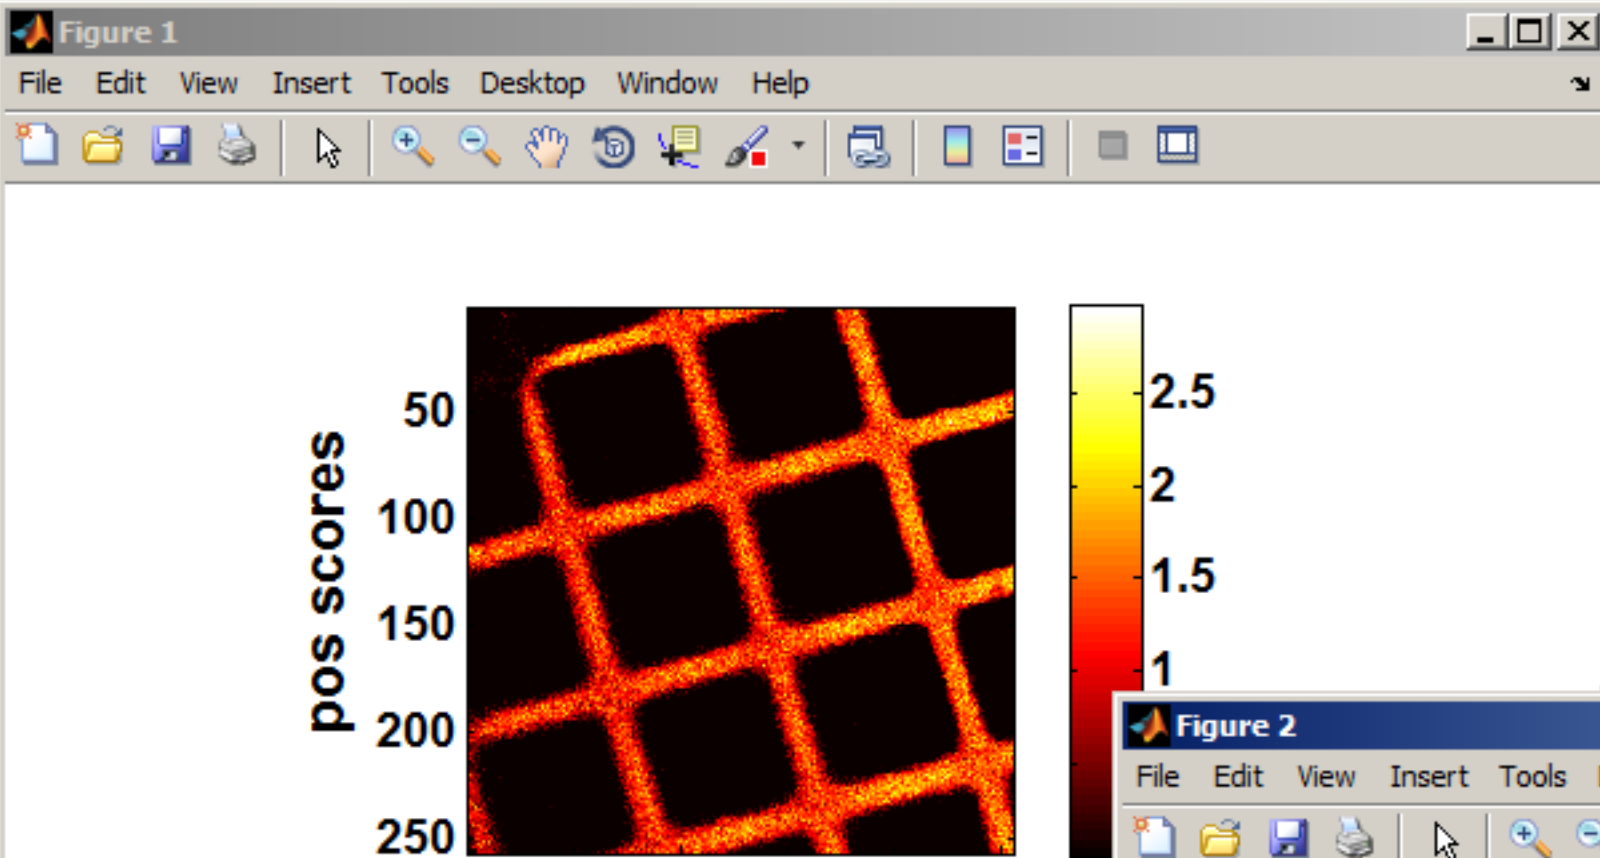 Figure 1
File Edit View Insert Tools Desktop Window Help
50
100
150
200
250
pos scores
2.5
2
1.5
1
Figure 2
File Edit View Insert Tools